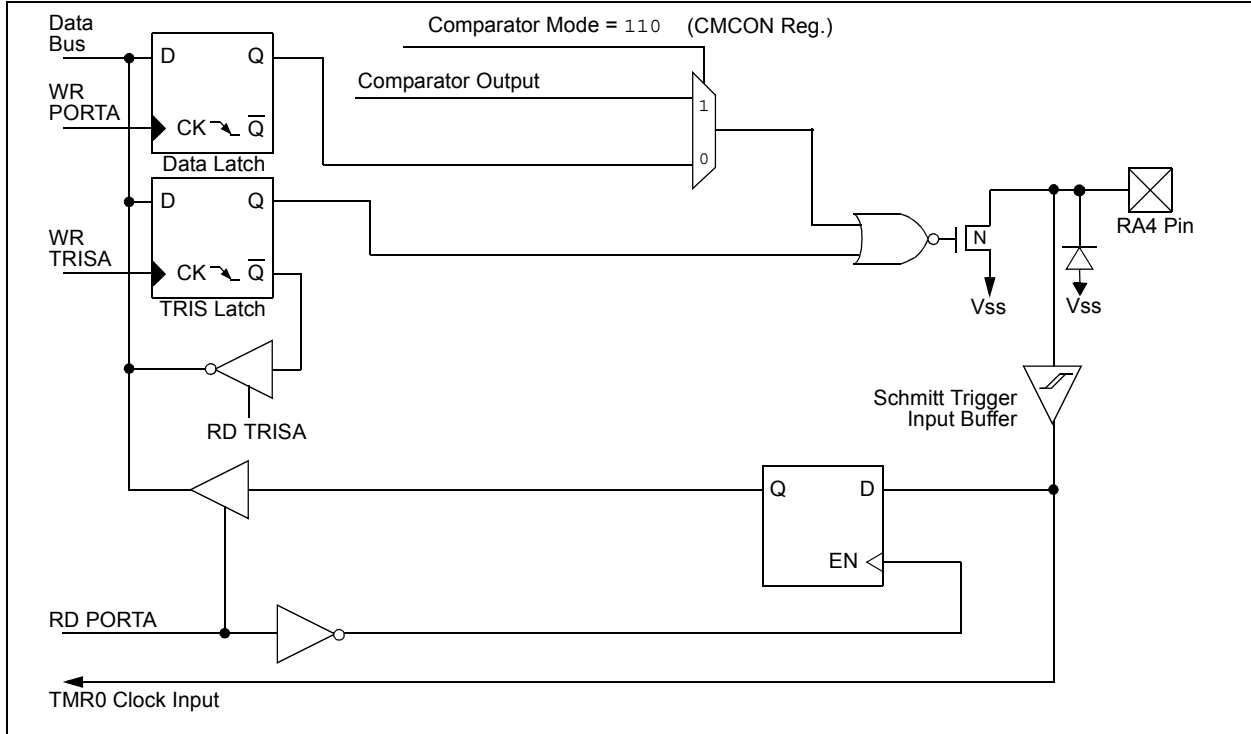 Data
Bus
Comparator Mode = 110 (CMCON Reg.)
D Q
Comparator Output
WR
PORTA
1
CK Q
0
Data Latch
D Q
RA4 Pin
WR
TRISA
N
CK Q
Vss
Vss
TRIS Latch
Schmitt Trigger
Input Buffer
RD TRISA
Q D
EN
RD PORTA
TMR0 Clock Input